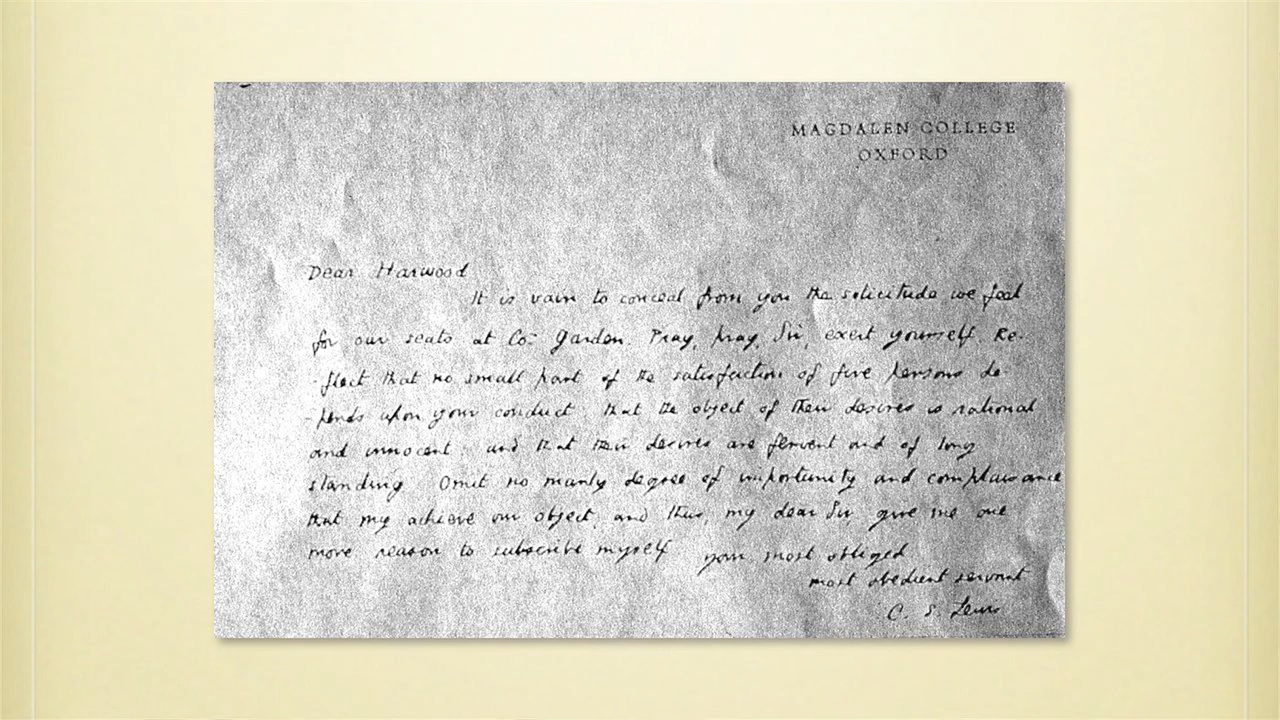 MAGDALEN COLLEGE
OXFORD
Dear Harwood
It is vain to conceal from you the solicitude we feel
for our seats at Co- Garden. Pray, pray, Sir, exert yourself. Re-
-flect that no small part of the satisfaction of five persons de
-pends upon your conduct: that the object of their desires is rational
and innocent: and that their desires are fervent and of long
standing. Omit no manly degree of importunity and complaisance
that my achieve our object, and thus, my dear Sir, give me one
more reason to subscribe myself
your most obliged
most obedient servant
C. S. Lewis